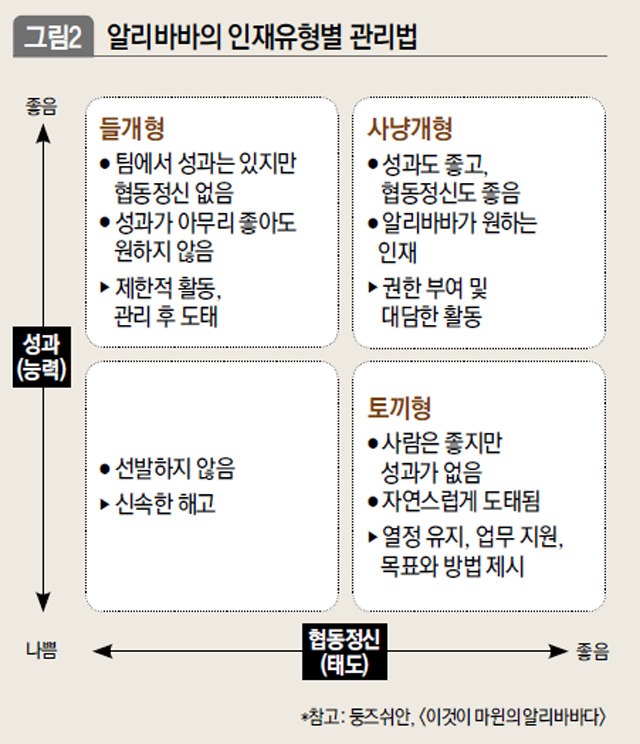 그림2 알리바바의 인재유형별 관리법
좋음
들개형
● 팀에서 성과는 있지만
협동정신 없음
● 성과가 아무리 좋아도
원하지 않음
▶ 제한적 활동,
관리 후 도태
사냥개형
● 성과도 좋고,
협동정신도 좋음
● 알리바바가 원하는
인재
▶ 권한 부여 및
대담한 활동
성과
(능력)
● 선발하지 않음
▶ 신속한 해고
토끼형
● 사람은 좋지만
성과가 없음
● 자연스럽게 도태됨
▶ 열정 유지, 업무 지원,
목표와 방법 제시
나쁨
협동정신
(태도)
좋음
*참고: 둥즈쉬안, 〈이것이 마윈의 알리바바다〉